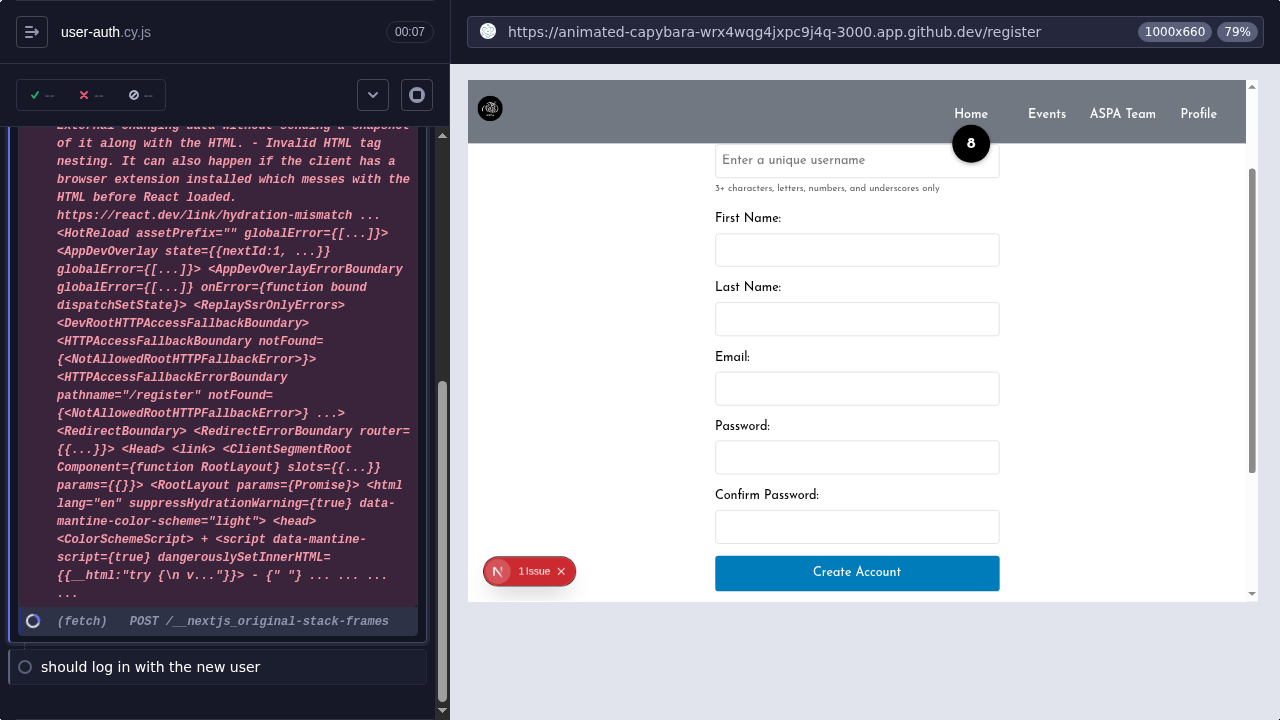 user-auth.cy.js
00:07
https://animated-capybara-wrx4wqg4jxpc9j4q-3000.app.github.dev/register
1000x660
79%
--
--
--
External changing data without sending a snapshot
of it along with the HTML. - Invalid HTML tag
nesting. It can also happen if the client has a
browser extension installed which messes with the
HTML before React loaded.
https://react.dev/link/hydration-mismatch ...
<HotReload assetPrefix="" globalError={[...]}>
<AppDevOverlay state={{nextId:1, ...}}
globalError={[...]}> <AppDevOverlayErrorBoundary
globalError={[...]} onError={function bound
dispatchSetState}> <ReplaySsrOnlyErrors>
<DevRootHTTPAccessFallbackBoundary>
<HTTPAccessFallbackBoundary notFound=
{<NotAllowedRootHTTPFallbackError>}>
<HTTPAccessFallbackErrorBoundary
pathname="/register" notFound=
{<NotAllowedRootHTTPFallbackError>} ...>
<RedirectBoundary> <RedirectErrorBoundary router=
{{...}}> <Head> <link> <ClientSegmentRoot
Component={function RootLayout} slots={{...}}
params={{}}> <RootLayout params={Promise}> <html
lang="en" suppressHydrationWarning={true} data-
mantine-color-scheme="light"> <head>
<ColorSchemeScript> + <script data-mantine-
script={true} dangerouslySetInnerHTML=
{{__html:"try {\n v..."}}> - {" "} ... ... ...
...
(fetch) POST /__nextjs_original-stack-frames
should log in with the new user
Home
Events
ASPA Team
Profile
8
Enter a unique username
3+ characters, letters, numbers, and underscores only
First Name:
Last Name:
Email:
Password:
Confirm Password:
Create Account
N
1 Issue